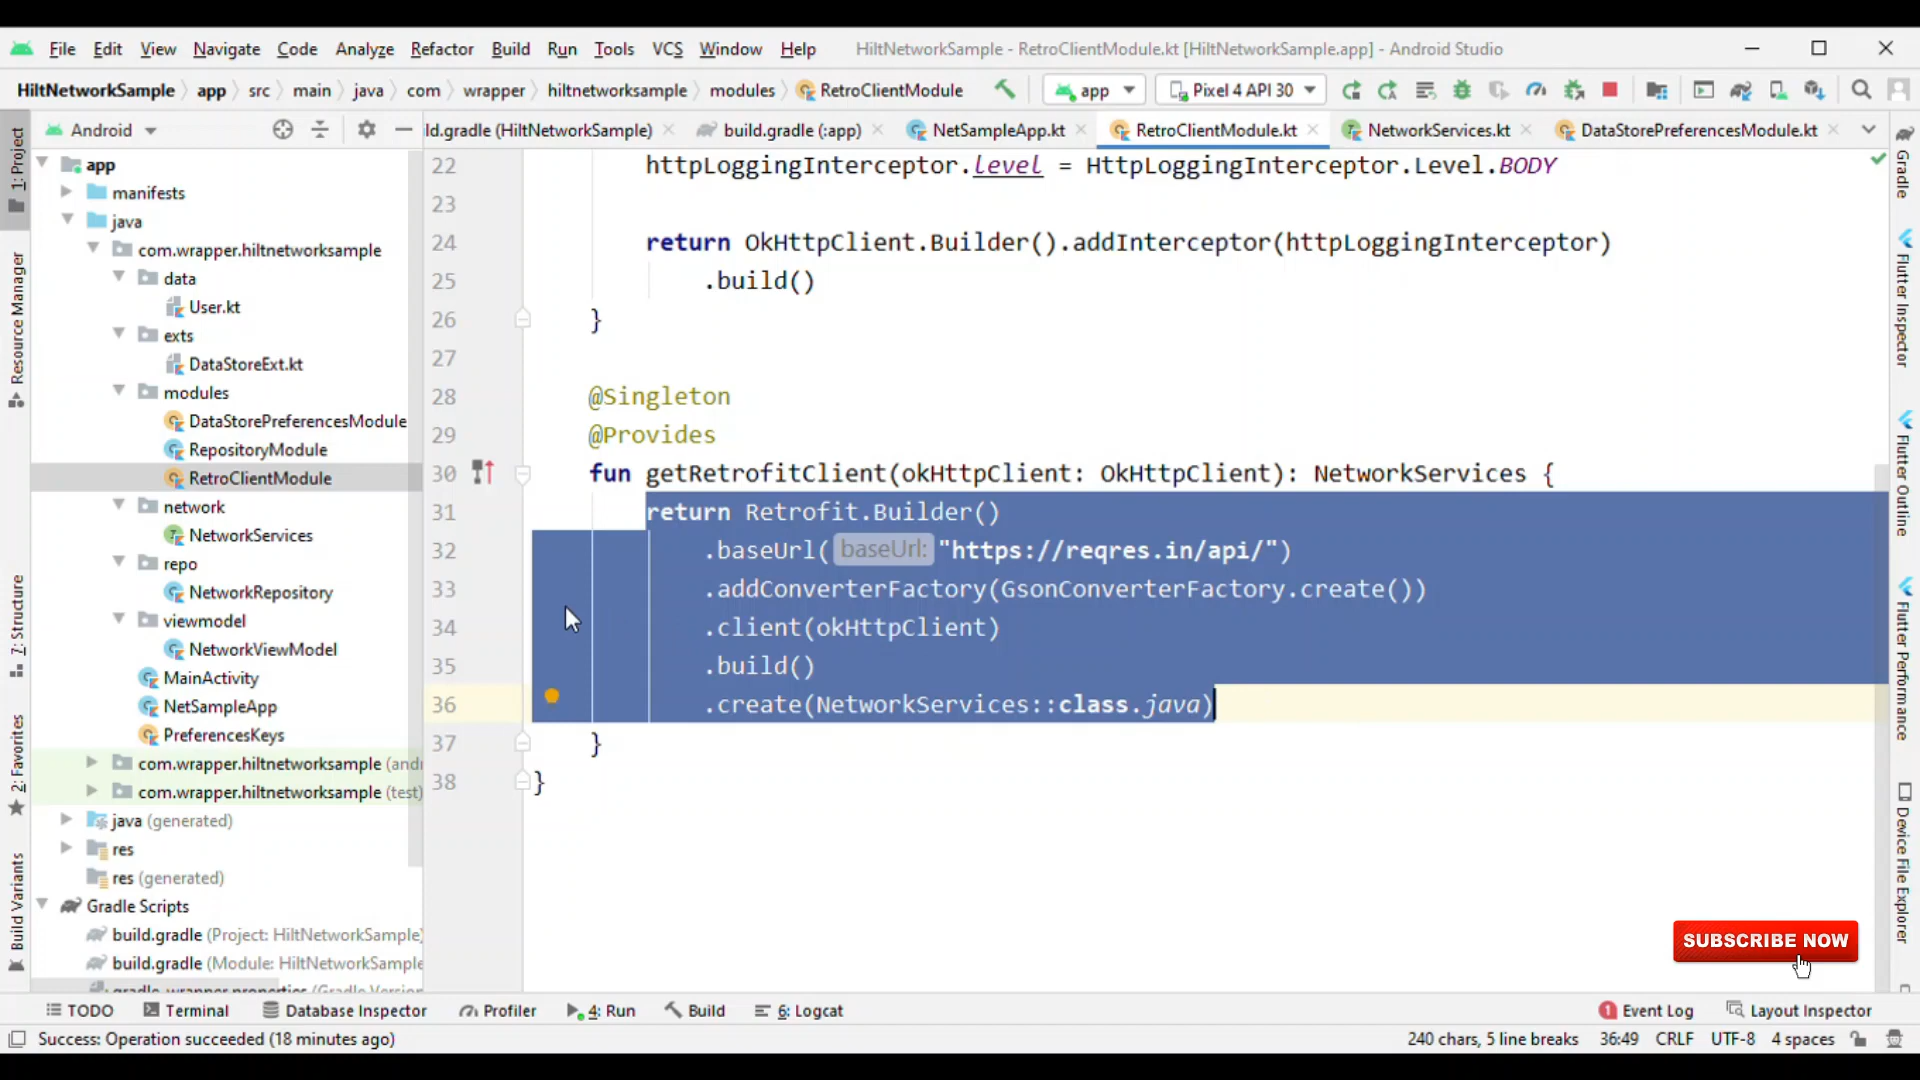 File Edit View Navigate Code Analyze Refactor Build Run Tools VCS Window Help HiltNetworkSample - RetroClientModule.kt [HiltNetworkSample.app] - Android Studio
HiltNetworkSample app src main java com wrapper hiltnetworksample modules RetroClientModule app Pixel 4 API 30
Android ld.gradle (HiltNetworkSample) build.gradle (:app) NetSampleApp.kt RetroClientModule.kt NetworkServices.kt DataStorePreferencesModule.kt
1: Project
Resource Manager
7: Structure
2: Favorites
Build Variants
app
manifests
java
com.wrapper.hiltnetworksample
data
User.kt
exts
DataStoreExt.kt
modules
DataStorePreferencesModule
RepositoryModule
RetroClientModule
network
NetworkServices
repo
NetworkRepository
viewmodel
NetworkViewModel
MainActivity
NetSampleApp
PreferencesKeys
com.wrapper.hiltnetworksample (and
com.wrapper.hiltnetworksample (test)
java (generated)
res
res (generated)
Gradle Scripts
build.gradle (Project: HiltNetworkSample)
build.gradle (Module: HiltNetworkSample
gradle-wrapper.properties (Gradle Version
22 httpLoggingInterceptor.level = HttpLoggingInterceptor.Level.BODY
23
24 return OkHttpClient.Builder().addInterceptor(httpLoggingInterceptor)
25 .build()
26 }
27
28 @Singleton
29 @Provides
30 fun getRetrofitClient(okHttpClient: OkHttpClient): NetworkServices {
31 return Retrofit.Builder()
32 .baseUrl( baseUrl: "https://reqres.in/api/")
33 .addConverterFactory(GsonConverterFactory.create())
34 .client(okHttpClient)
35 .build()
36 .create(NetworkServices::class.java)
37 }
38 }
Gradle
Flutter Inspector
Flutter Outline
Flutter Performance
Device File Explorer
SUBSCRIBE NOW
TODO Terminal Database Inspector Profiler 4: Run Build 6: Logcat 1 Event Log Layout Inspector
Success: Operation succeeded (18 minutes ago) 240 chars, 5 line breaks 36:49 CRLF UTF-8 4 spaces